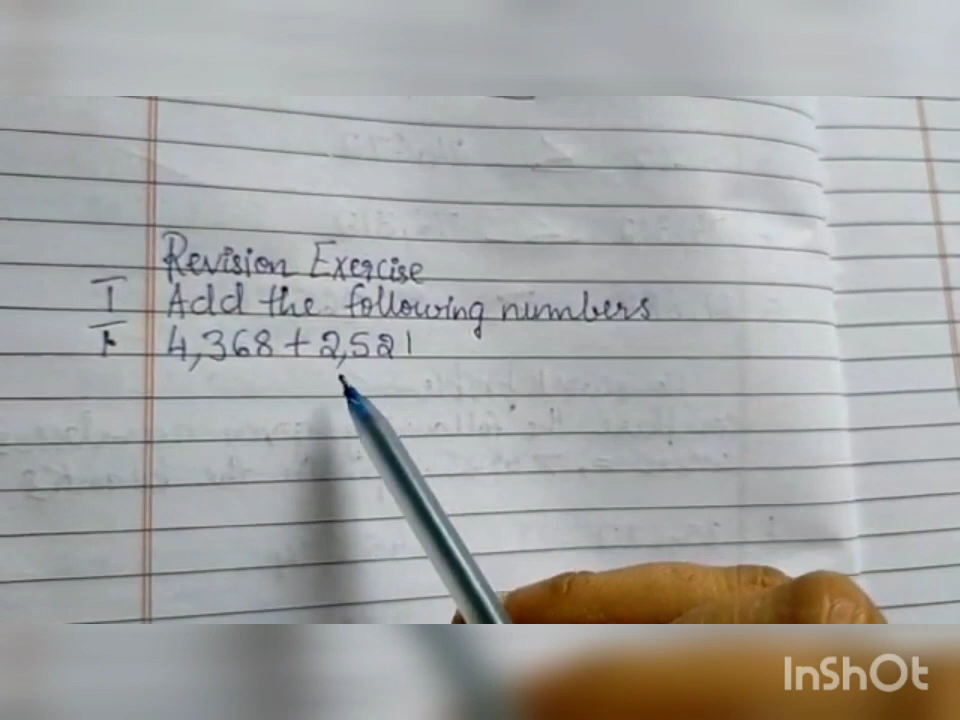 Revision Exercise
I Add the following numbers
1. 4,368 + 2,521
InShOt